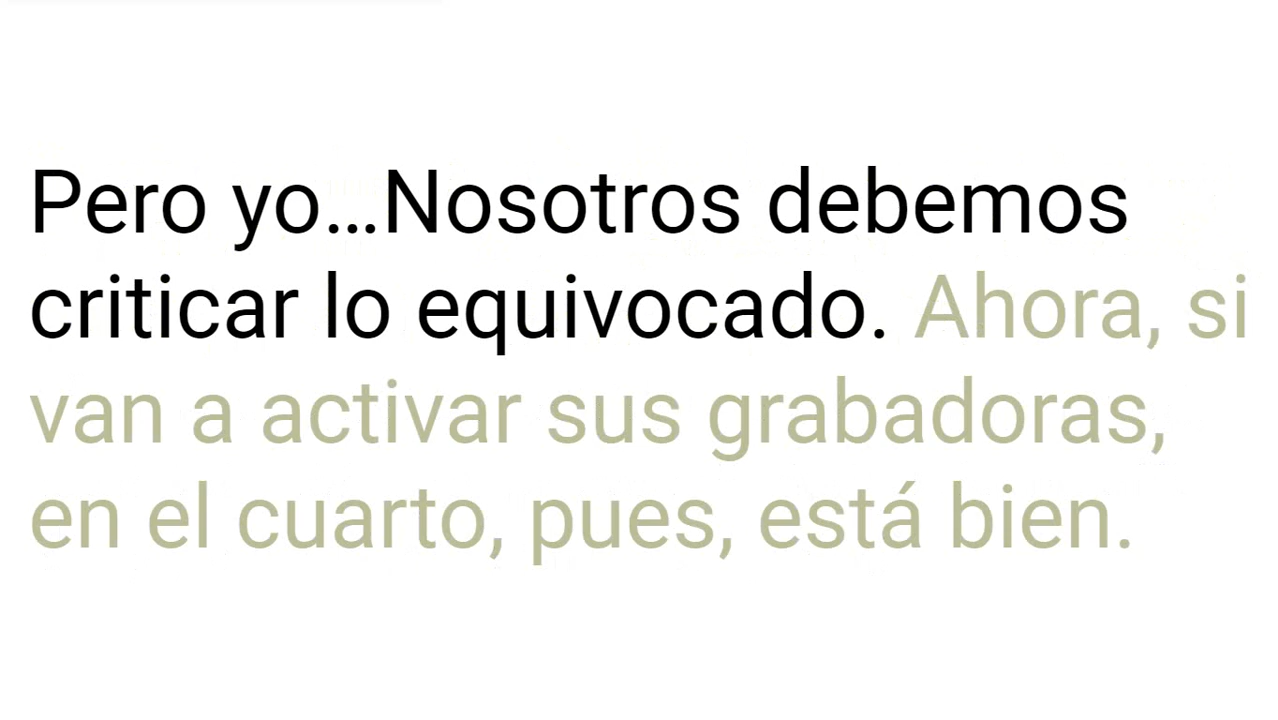 Pero yo...Nosotros debemos
criticar lo equivocado. Ahora, si
van a activar sus grabadoras,
en el cuarto, pues, está bien.